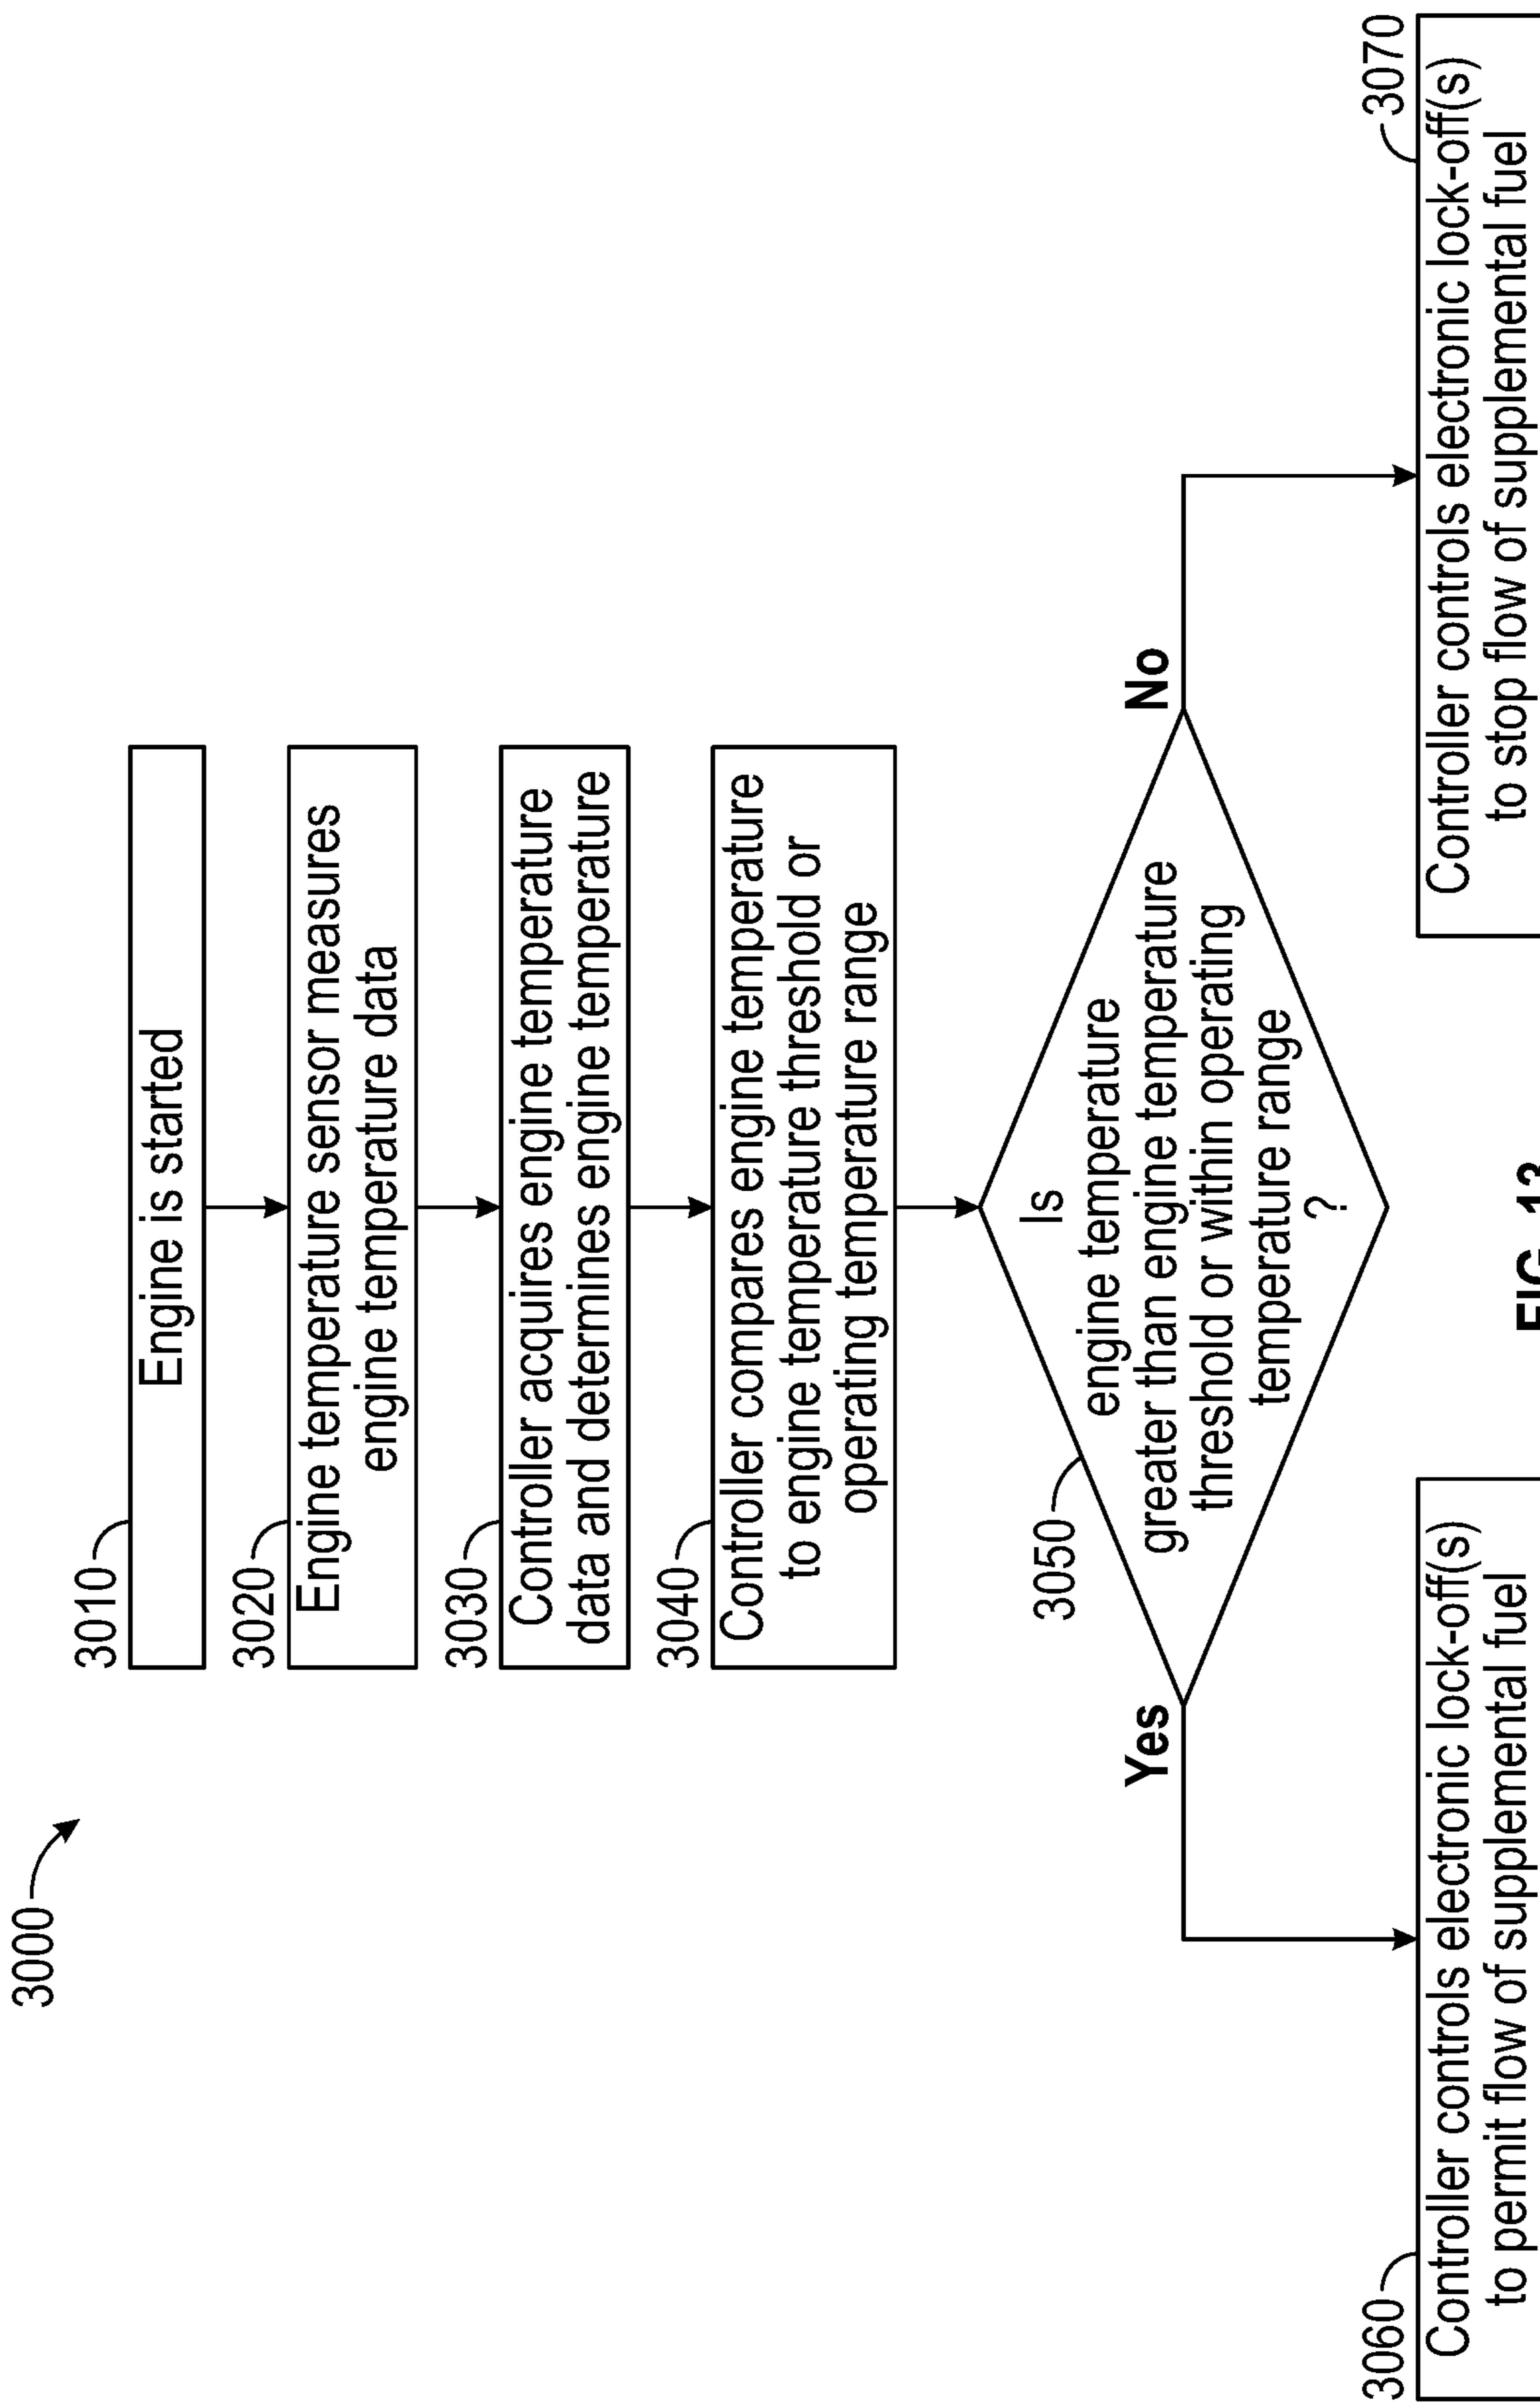 3000
3010
Engine is started
3020
Engine temperature sensor measures
engine temperature data
3030
Controller acquires engine temperature
data and determines engine temperature
3040
Controller compares engine temperature
to engine temperature threshold or
operating temperature range
3050
Is
engine temperature
greater than engine temperature
threshold or within operating
temperature range
?
Yes
No
3060
Controller controls electronic lock-off(s)
to permit flow of supplemental fuel
3070
Controller controls electronic lock-off(s)
to stop flow of supplemental fuel
FIG. 13